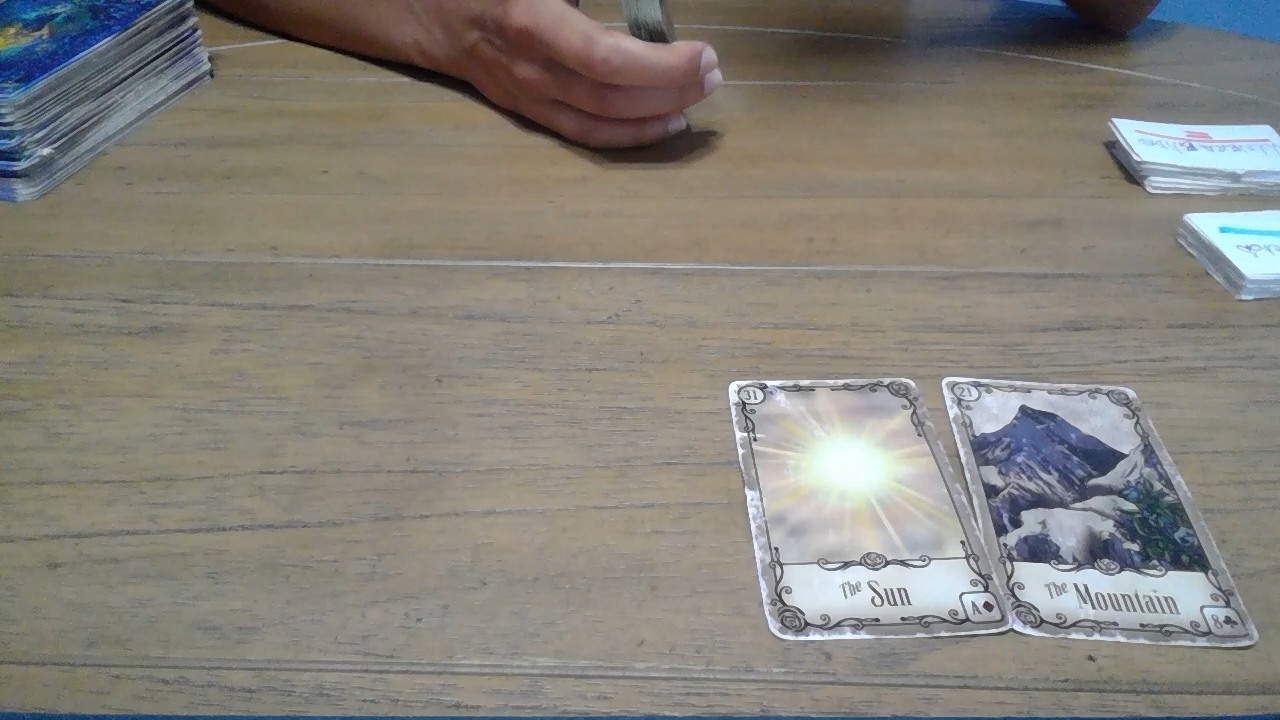 31
21
The Sun
A♦
The Mountain
8♣